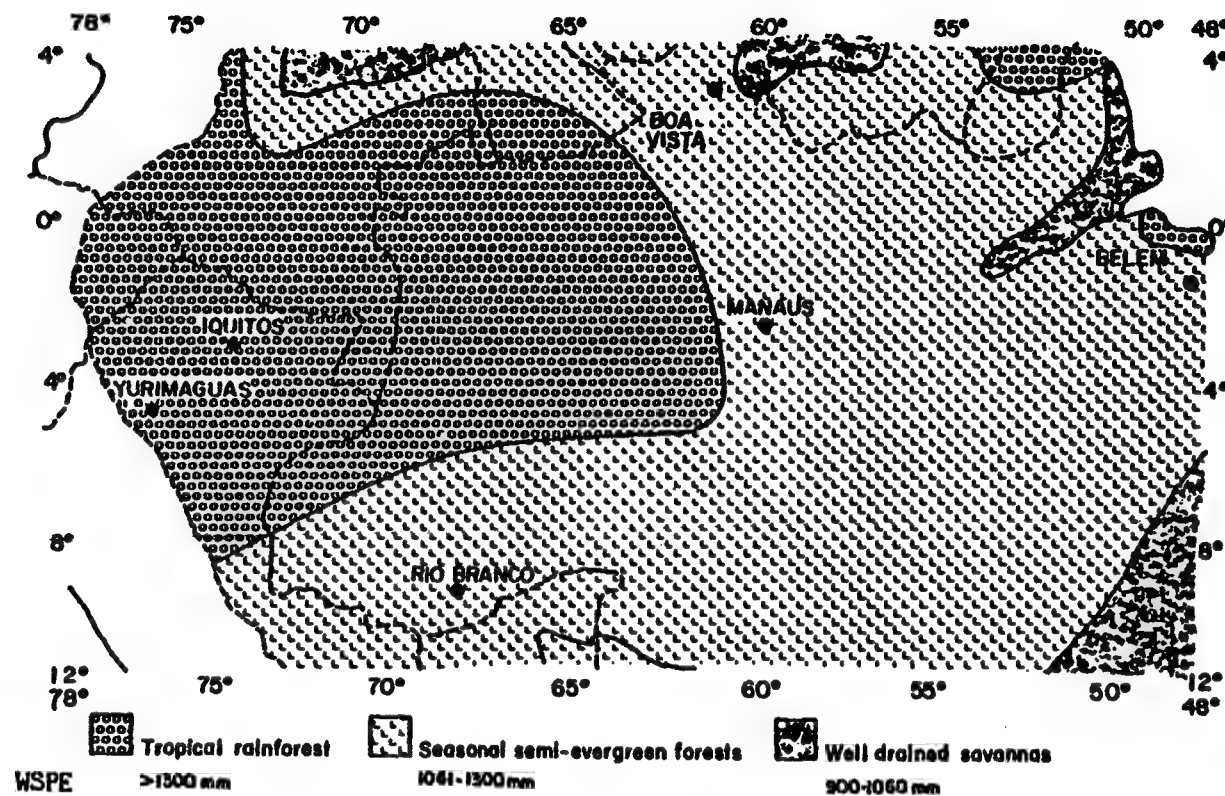 78° 75° 70° 65° 60° 55° 50° 48°
4° 4°
BOA
VISTA
0° 0°
BELEM
MANAUS
IQUITOS
4° 4°
YURIMAGUAS
8° 8°
RIO BRANCO
12° 12°
78° 75° 70° 65° 60° 55° 50° 48°
Tropical rainforest Seasonal semi-evergreen forests Well drained savannas
WSPE >1300 mm 1061-1300 mm 900-1060 mm